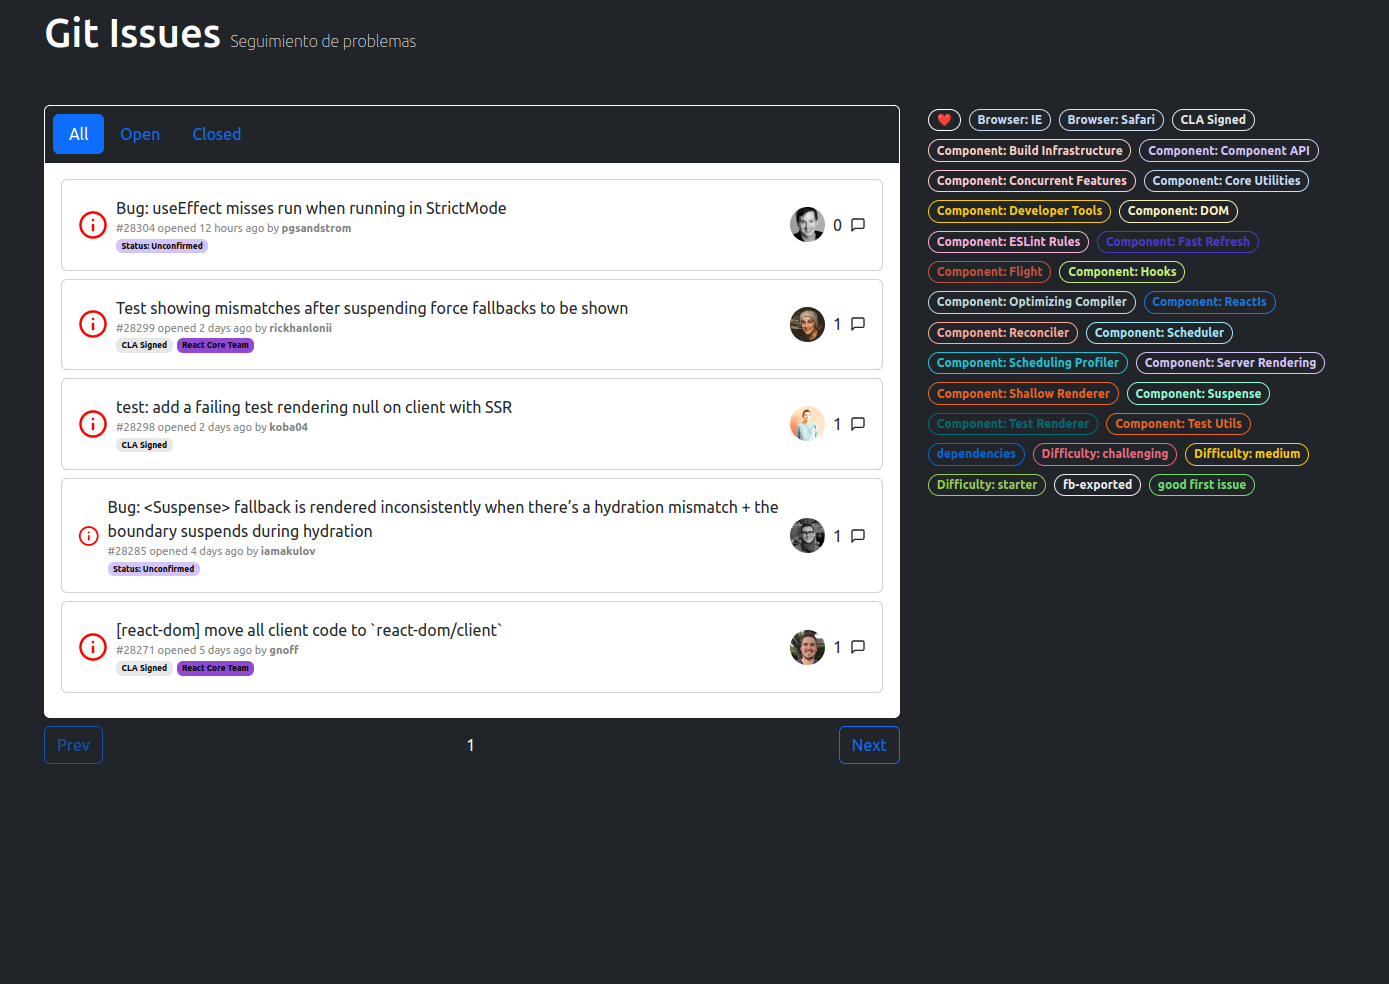 Git Issues Seguimiento de problemas
All Open Closed
Bug: useEffect misses run when running in StrictMode
#28304 opened 12 hours ago by pgsandstrom
Status: Unconfirmed
0
Test showing mismatches after suspending force fallbacks to be shown
#28299 opened 2 days ago by rickhanlonii
CLA Signed React Core Team
1
test: add a failing test rendering null on client with SSR
#28298 opened 2 days ago by koba04
CLA Signed
1
Bug: <Suspense> fallback is rendered inconsistently when there’s a hydration mismatch + the
boundary suspends during hydration
#28285 opened 4 days ago by iamakulov
Status: Unconfirmed
1
[react-dom] move all client code to `react-dom/client`
#28271 opened 5 days ago by gnoff
CLA Signed React Core Team
1
Prev 1 Next
❤️ Browser: IE Browser: Safari CLA Signed
Component: Build Infrastructure Component: Component API
Component: Concurrent Features Component: Core Utilities
Component: Developer Tools Component: DOM
Component: ESLint Rules Component: Fast Refresh
Component: Flight Component: Hooks
Component: Optimizing Compiler Component: ReactIs
Component: Reconciler Component: Scheduler
Component: Scheduling Profiler Component: Server Rendering
Component: Shallow Renderer Component: Suspense
Component: Test Renderer Component: Test Utils
dependencies Difficulty: challenging Difficulty: medium
Difficulty: starter fb-exported good first issue